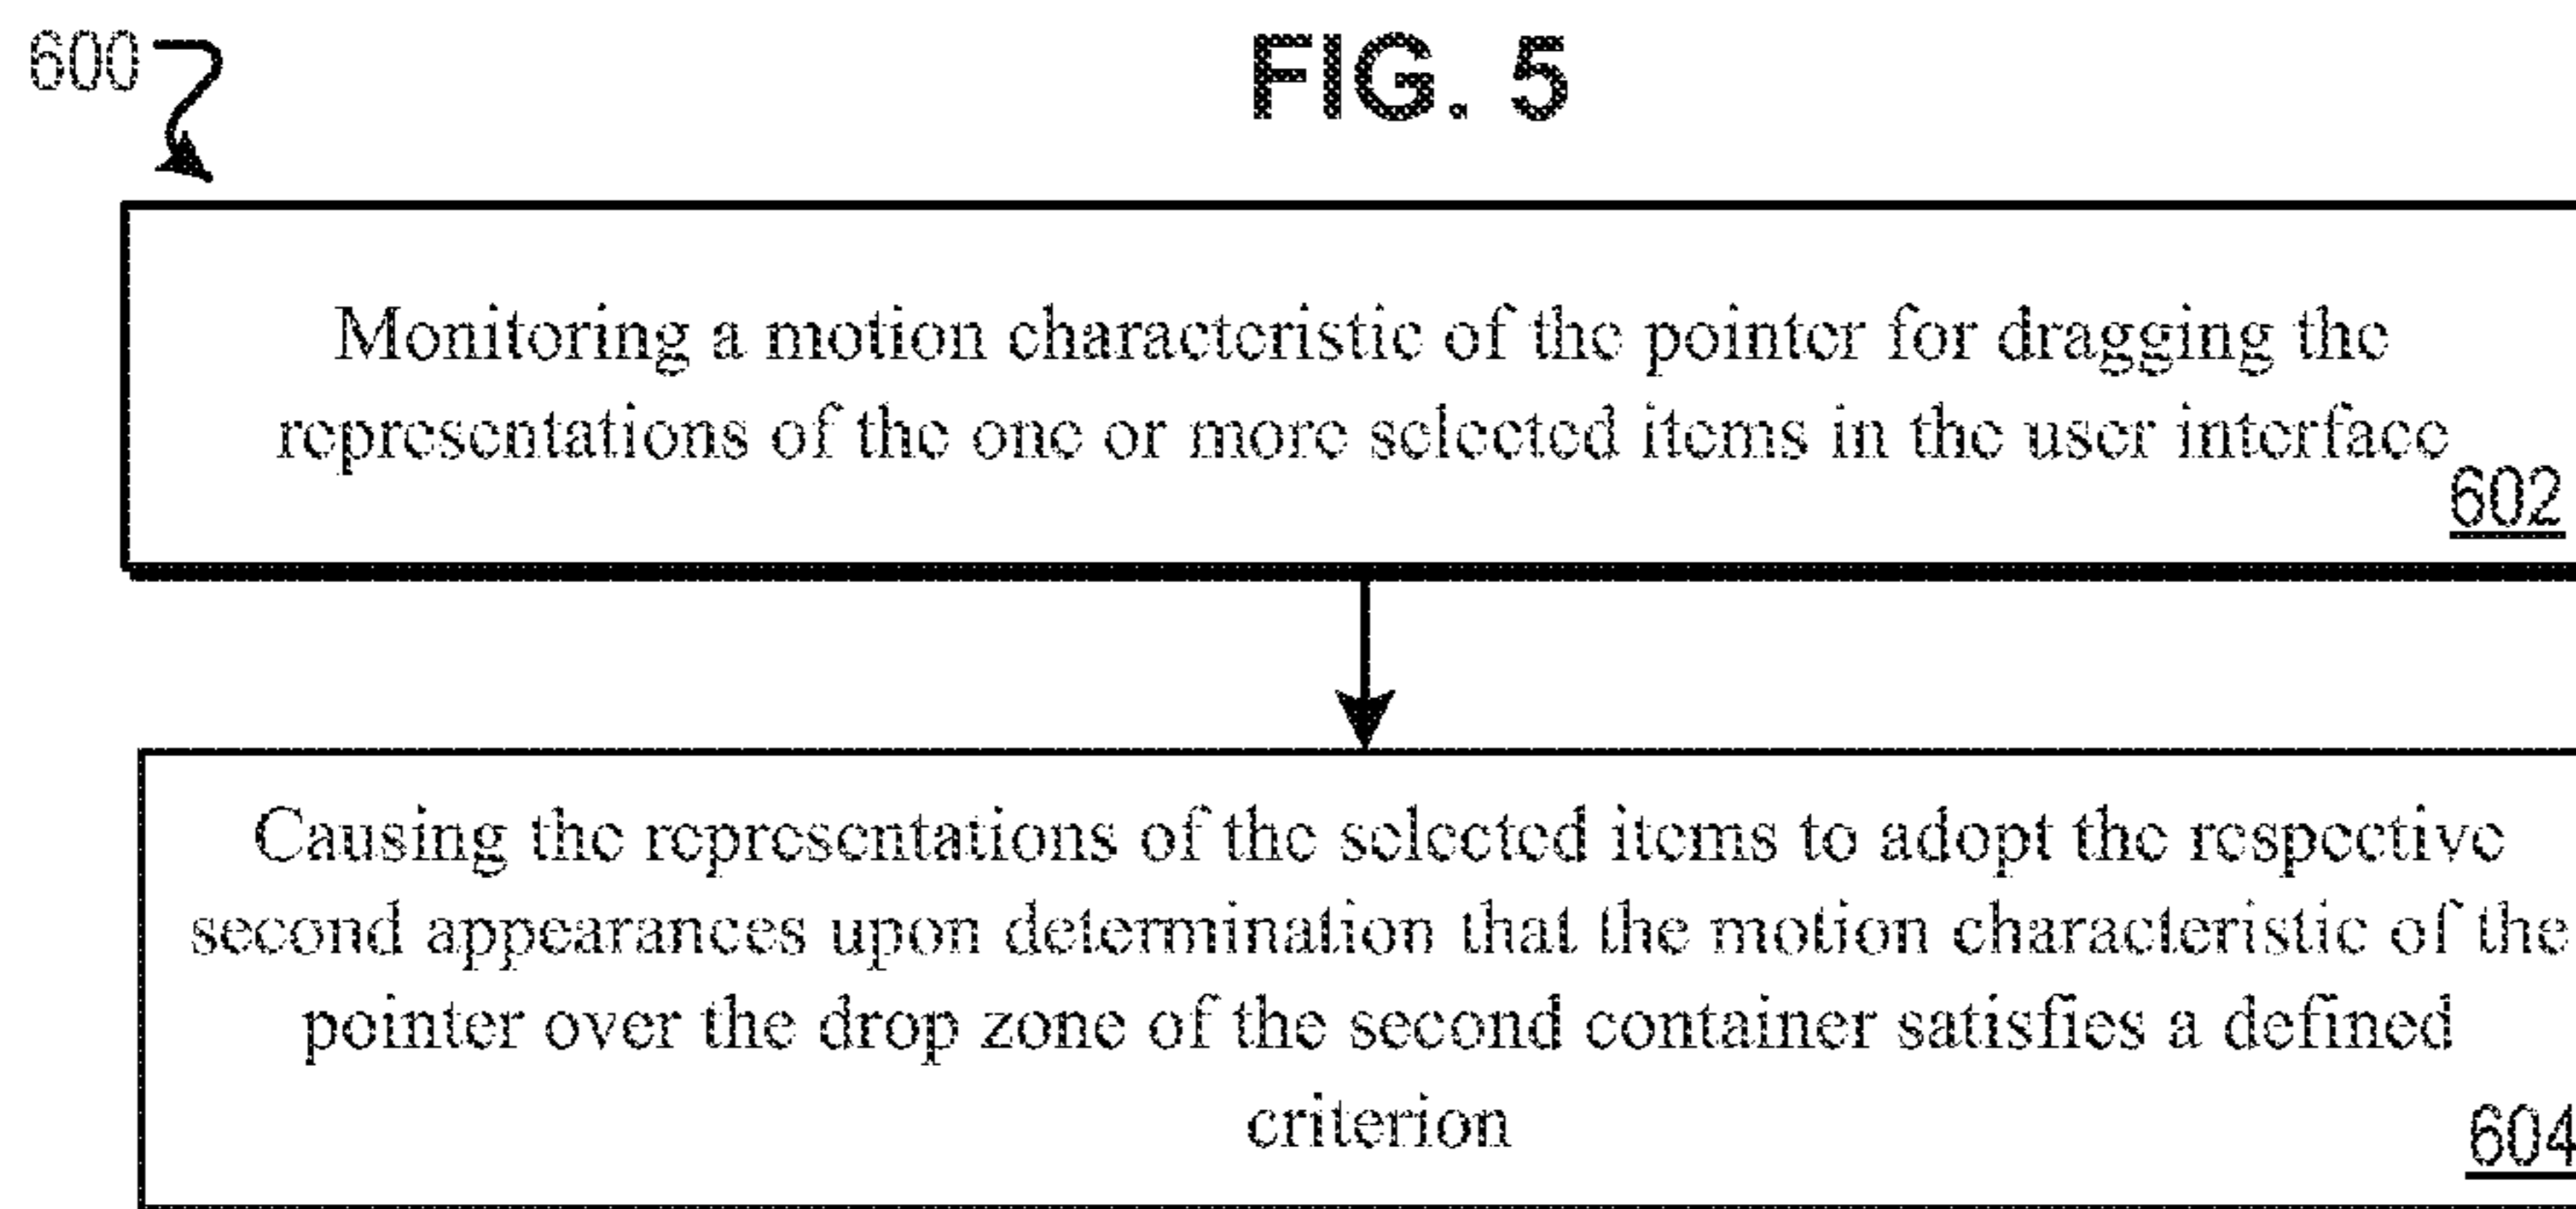 600
FIG. 5
Monitoring a motion characteristic of the pointer for dragging the
representations of the one or more selected items in the user interface
602
Causing the representations of the selected items to adopt the respective
second appearances upon determination that the motion characteristic of the
pointer over the drop zone of the second container satisfies a defined
criterion
604